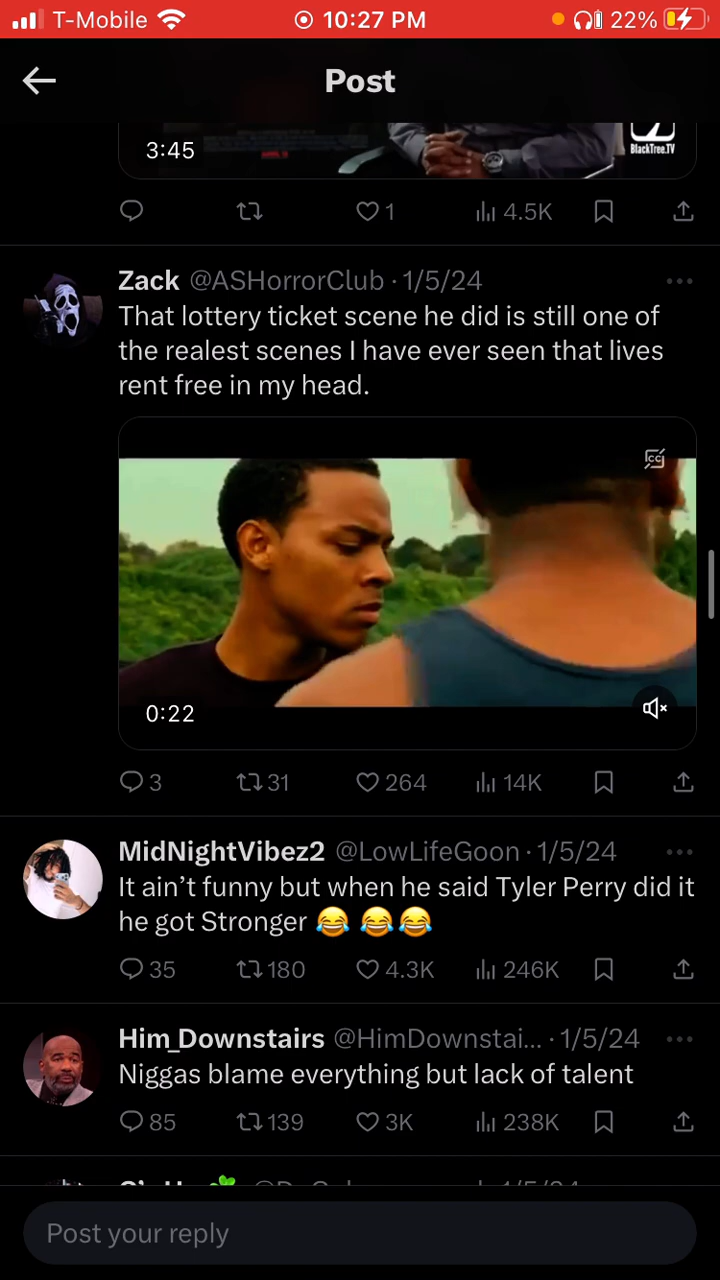 T-Mobile 10:27 PM 22%
Post
3:45
BlackTree.TV
1 4.5K
Zack @ASHorrorClub · 1/5/24
That lottery ticket scene he did is still one of
the realest scenes I have ever seen that lives
rent free in my head.
CC
0:22
3 31 264 14K
MidNightVibez2 @LowLifeGoon · 1/5/24
It ain’t funny but when he said Tyler Perry did it
he got Stronger 😂 😂😂
35 180 4.3K 246K
Him_Downstairs @HimDownstai... · 1/5/24
Niggas blame everything but lack of talent
85 139 3K 238K
Post your reply